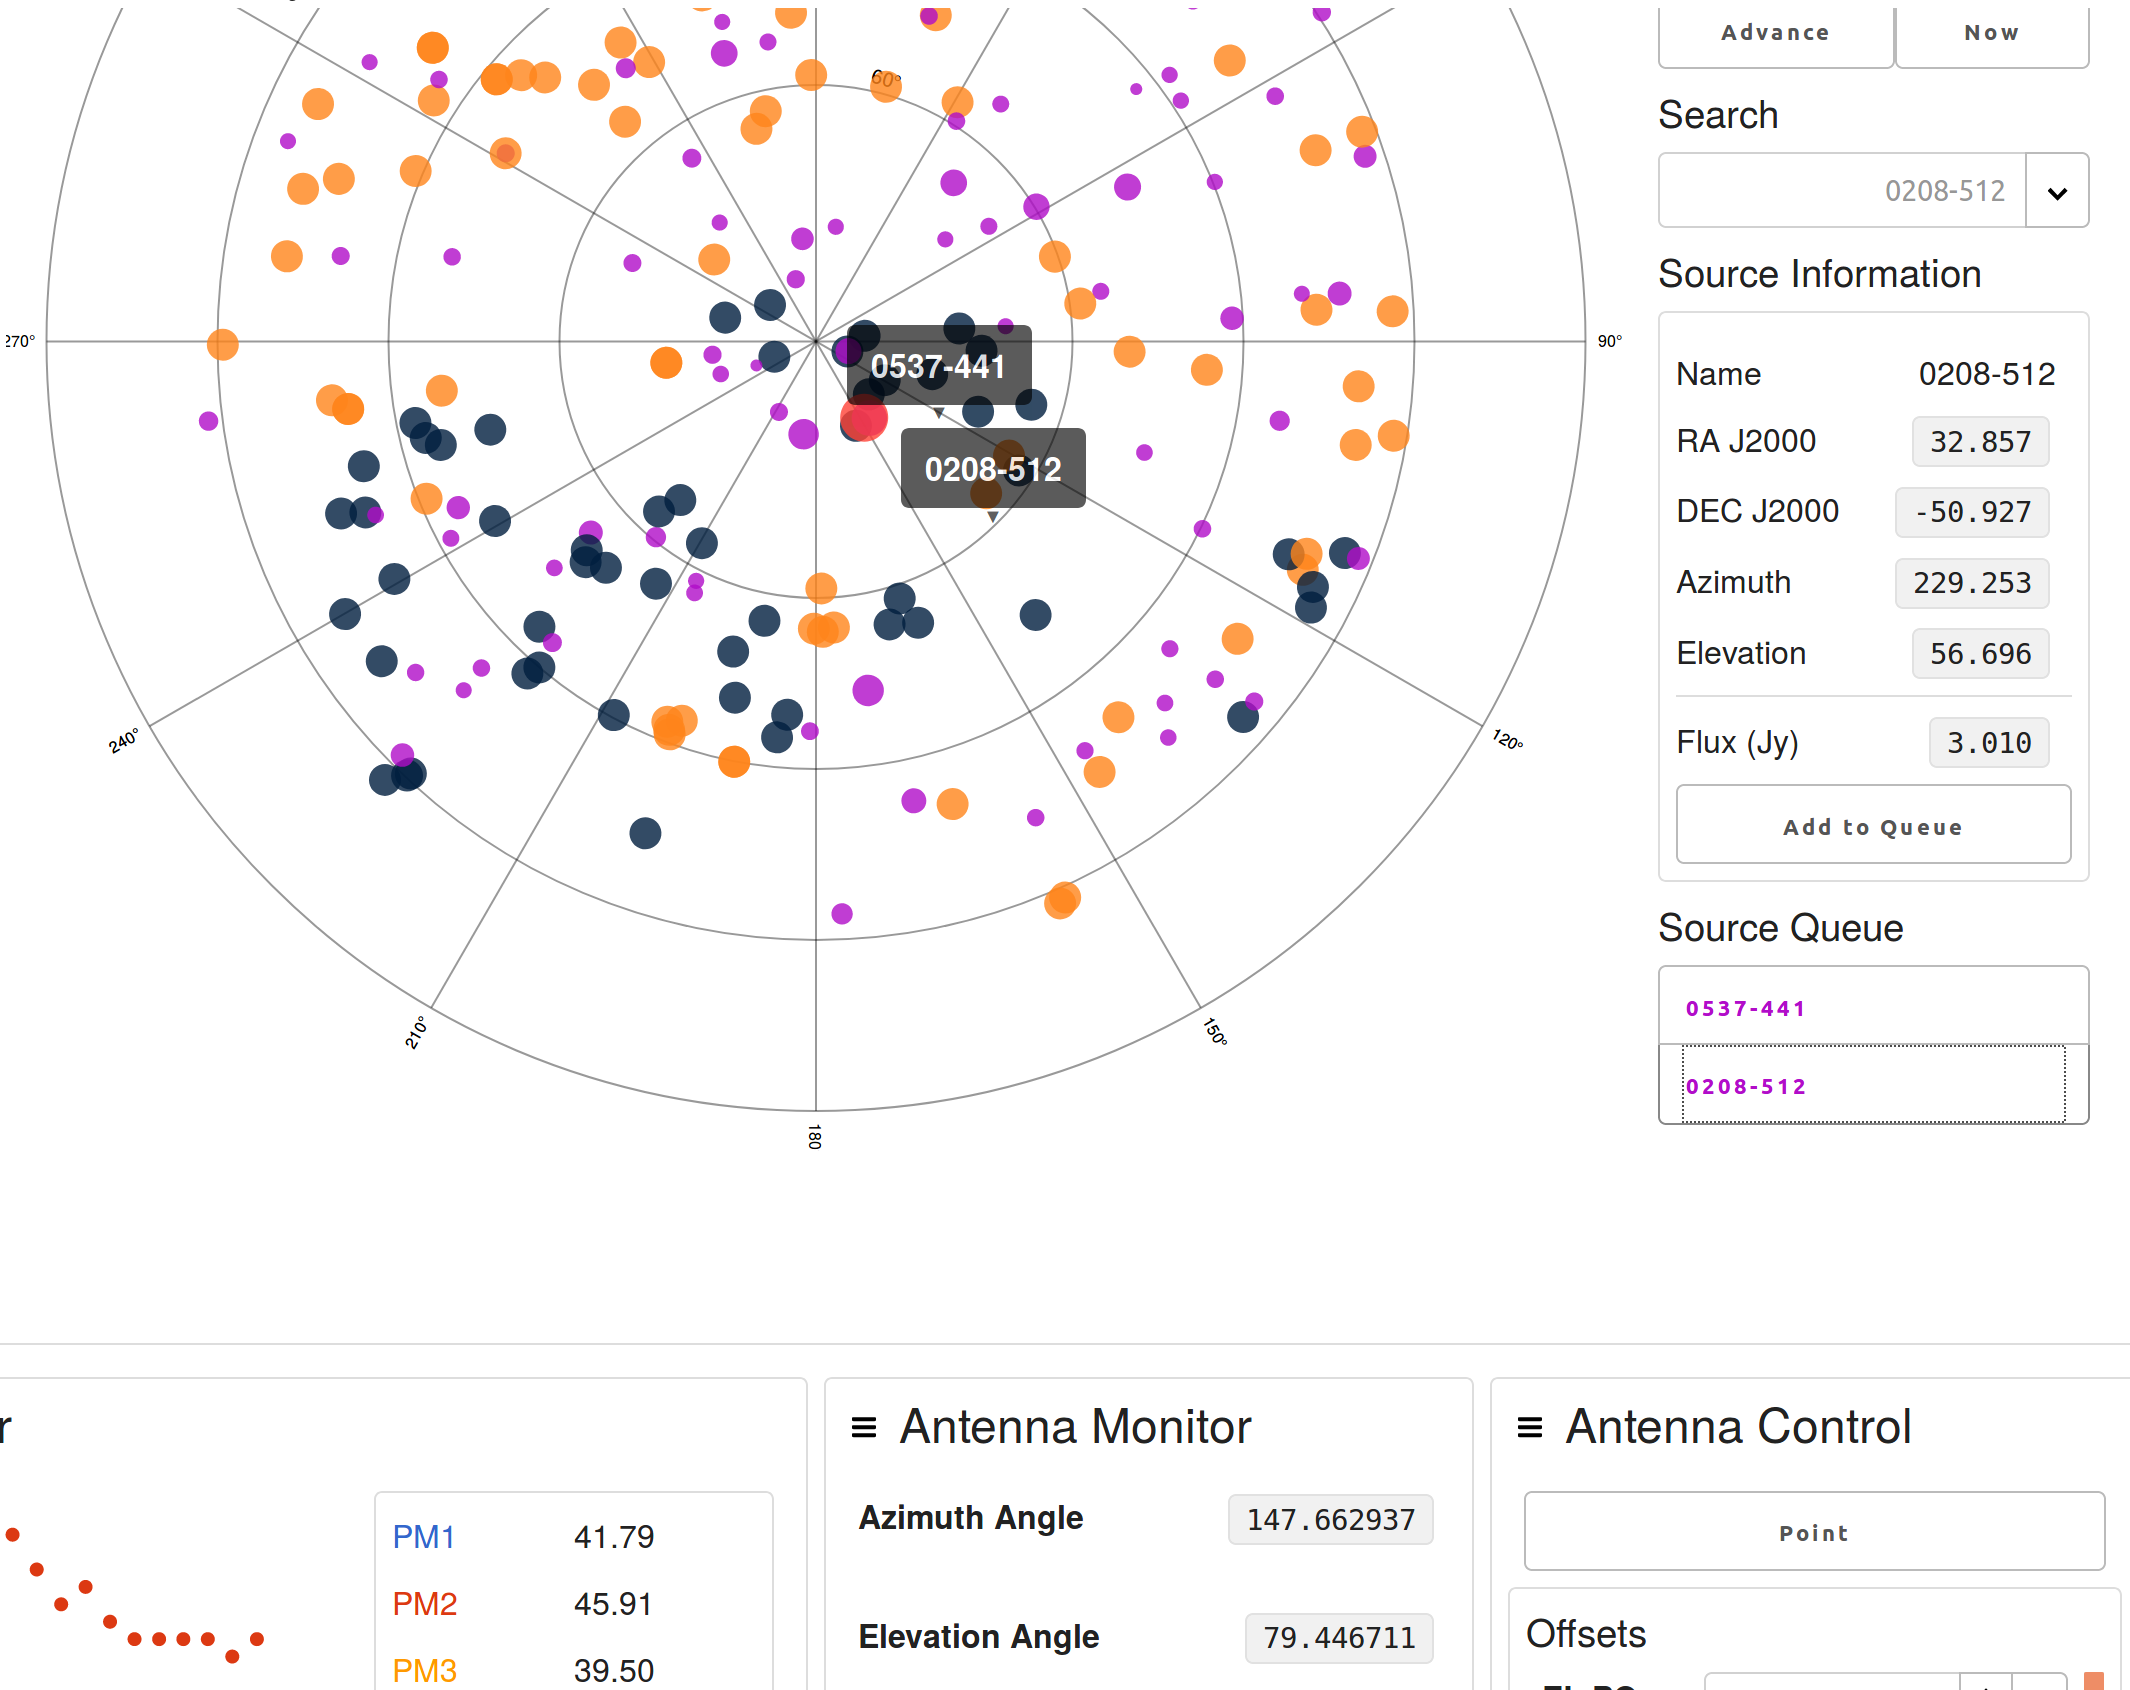 Advance
Now
60°
Search
0208-512
Source Information
270°
90°
0537-441
Name
0208-512
RA J2000
32.857
0208-512
DEC J2000
-50.927
Azimuth
229.253
Elevation
56.696
240°
120°
Flux (Jy)
3.010
Add to Queue
Source Queue
0537-441
210°
150°
0208-512
180
r
Antenna Monitor
Antenna Control
PM1
41.79
Azimuth Angle
147.662937
Point
PM2
45.91
Elevation Angle
79.446711
Offsets
PM3
39.50